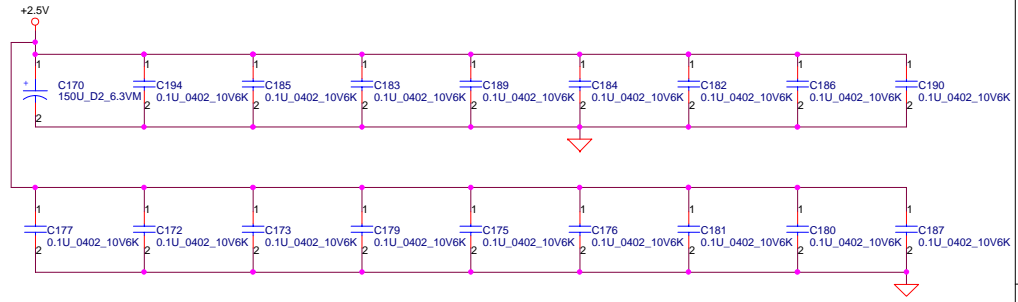 +2.5V
1
1
1
1
1
1
1
1
1
+
C170
150U_D2_6.3VM
C194
0.1U_0402_10V6K
C185
0.1U_0402_10V6K
C183
0.1U_0402_10V6K
C189
0.1U_0402_10V6K
C184
0.1U_0402_10V6K
C182
0.1U_0402_10V6K
C186
0.1U_0402_10V6K
C190
0.1U_0402_10V6K
2
2
2
2
2
2
2
2
2
1
1
1
1
1
1
1
1
1
C177
0.1U_0402_10V6K
C172
0.1U_0402_10V6K
C173
0.1U_0402_10V6K
C179
0.1U_0402_10V6K
C175
0.1U_0402_10V6K
C176
0.1U_0402_10V6K
C181
0.1U_0402_10V6K
C180
0.1U_0402_10V6K
C187
0.1U_0402_10V6K
2
2
2
2
2
2
2
2
2